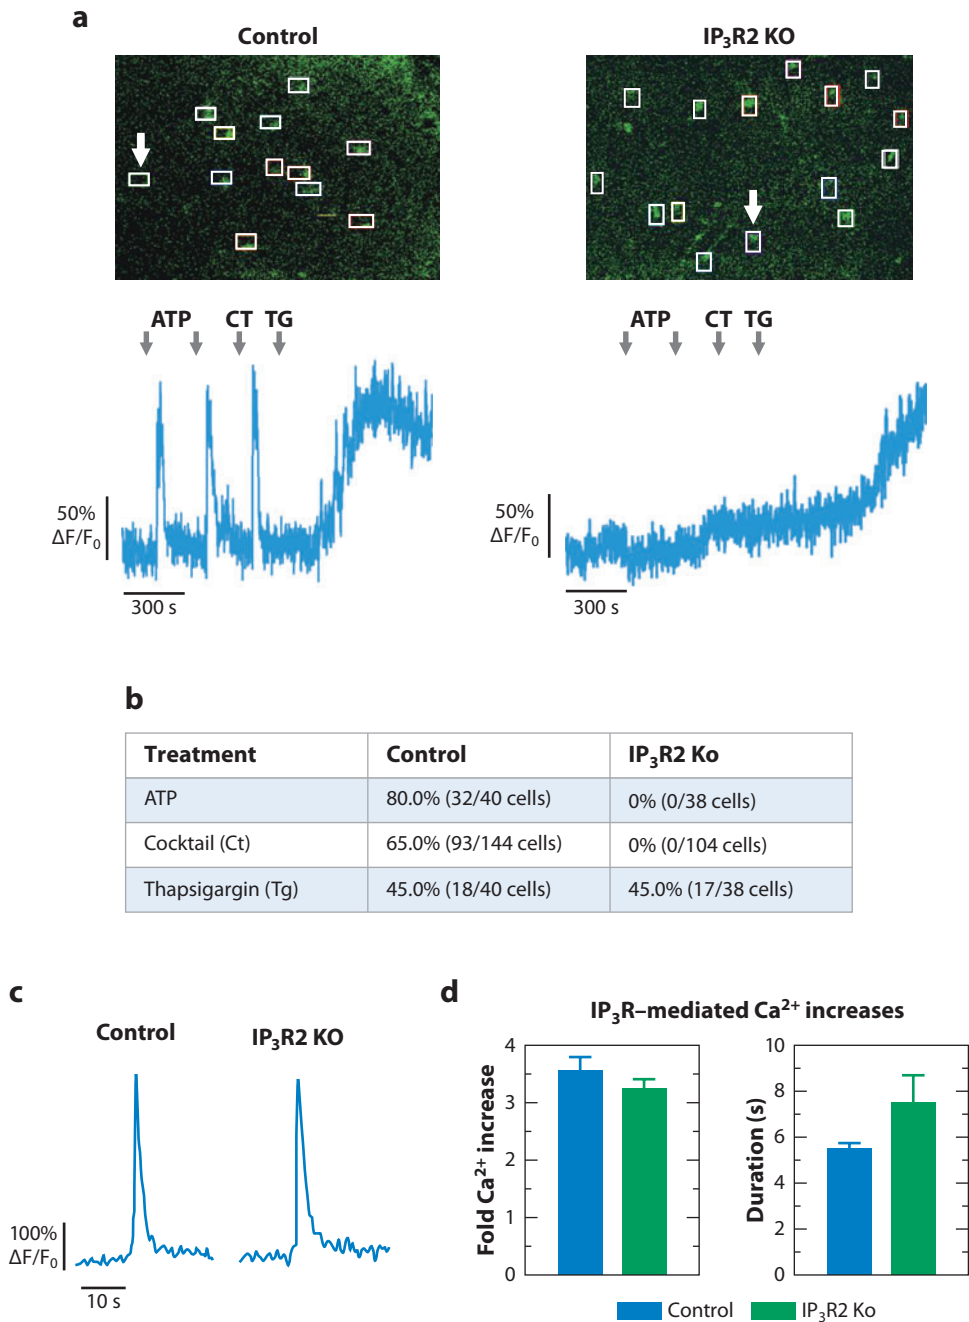 a
Control
IP₃R2 KO
ATP CT TG
ATP CT TG
50%
ΔF/F₀
300 s
50%
ΔF/F₀
300 s
b
Treatment Control IP₃R2 Ko
ATP 80.0% (32/40 cells) 0% (0/38 cells)
Cocktail (Ct) 65.0% (93/144 cells) 0% (0/104 cells)
Thapsigargin (Tg) 45.0% (18/40 cells) 45.0% (17/38 cells)
c
Control
IP₃R2 KO
100%
ΔF/F₀
10 s
d
IP₃R–mediated Ca²⁺ increases
Fold Ca²⁺ increase
4
3
2
1
0
Duration (s)
10
8
6
4
2
0
Control
IP₃R2 Ko